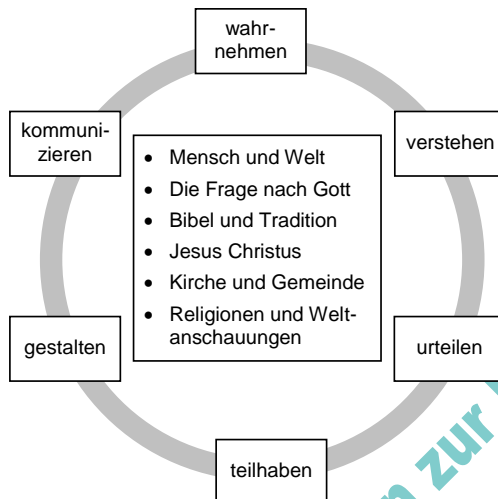 wahr-
nehmen
kommuni-
zieren
verstehen
• Mensch und Welt
• Die Frage nach Gott
• Bibel und Tradition
• Jesus Christus
• Kirche und Gemeinde
• Religionen und Welt-
anschauungen
gestalten
urteilen
teilhaben
zur